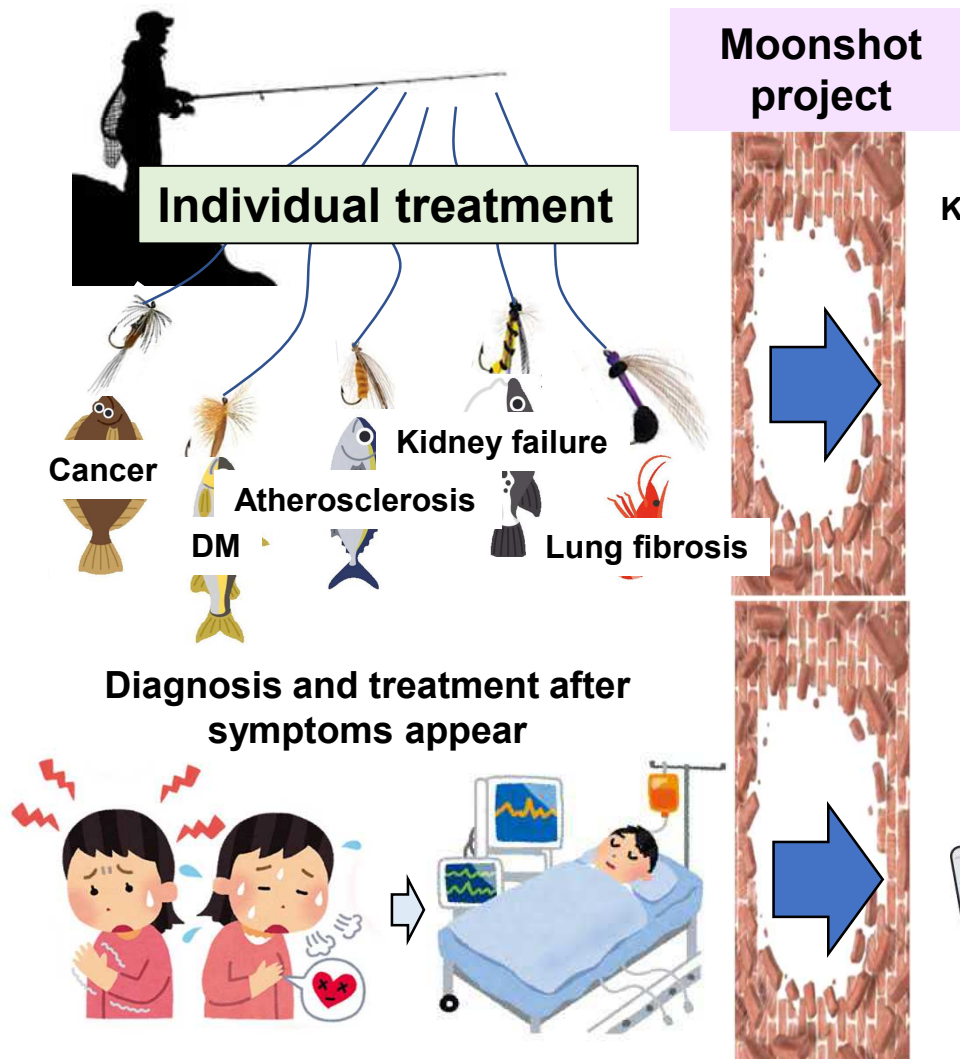 Moonshot
project
Individual treatment
K
Kidney failure
Cancer
Atherosclerosis
DM
Lung fibrosis
Diagnosis and treatment after
symptoms appear